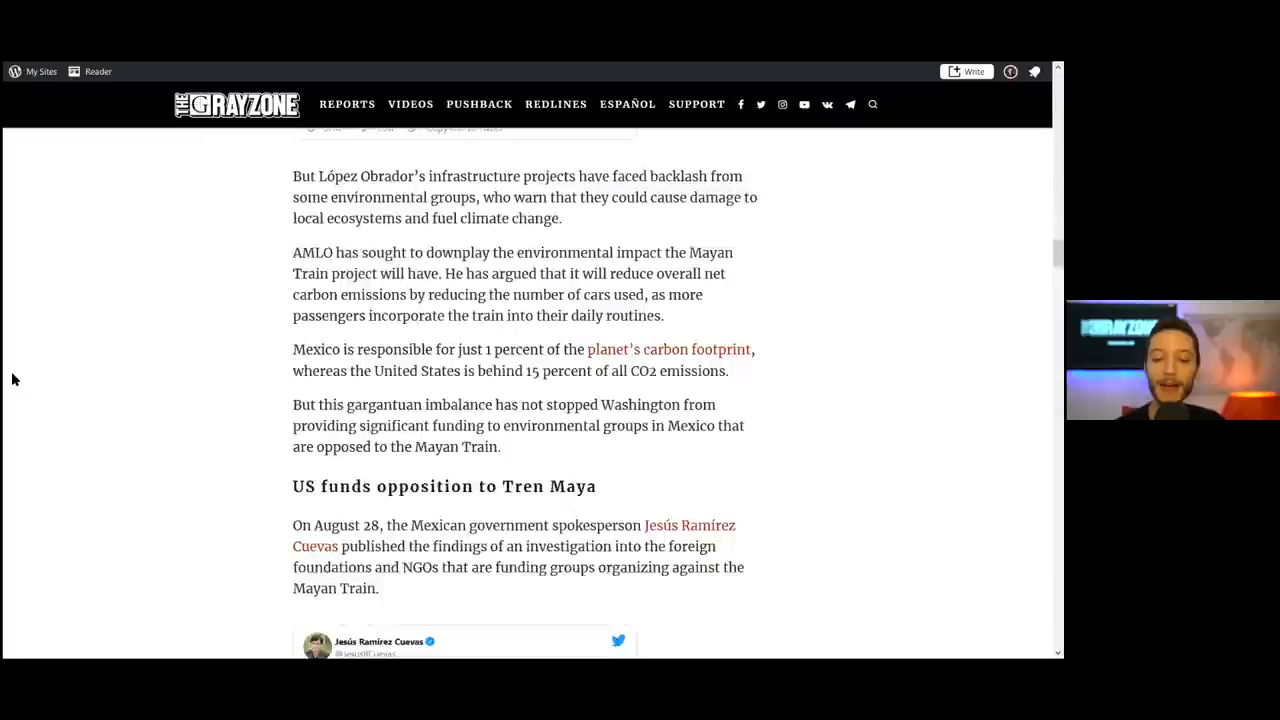 My Sites Reader Write
THE GRAYZONE REPORTS VIDEOS PUSHBACK REDLINES ESPAÑOL SUPPORT
But López Obrador’s infrastructure projects have faced backlash from
some environmental groups, who warn that they could cause damage to
local ecosystems and fuel climate change.
AMLO has sought to downplay the environmental impact the Mayan
Train project will have. He has argued that it will reduce overall net
carbon emissions by reducing the number of cars used, as more
passengers incorporate the train into their daily routines.
Mexico is responsible for just 1 percent of the planet’s carbon footprint,
whereas the United States is behind 15 percent of all CO2 emissions.
But this gargantuan imbalance has not stopped Washington from
providing significant funding to environmental groups in Mexico that
are opposed to the Mayan Train.
US funds opposition to Tren Maya
On August 28, the Mexican government spokesperson Jesús Ramírez
Cuevas published the findings of an investigation into the foreign
foundations and NGOs that are funding groups organizing against the
Mayan Train.
Jesús Ramírez Cuevas